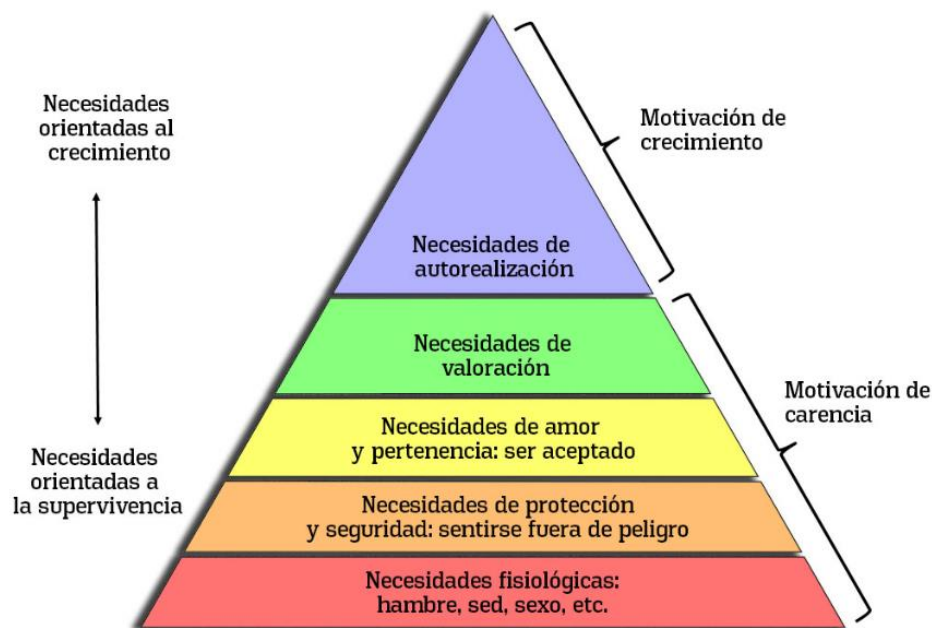 Necesidades
orientadas al
crecimiento
Motivación de
crecimiento
Necesidades de
autorealización
Necesidades de
valoración
Motivación de
carencia
Necesidades de amor
y pertenencia: ser aceptado
Necesidades
orientadas a
la supervivencia
Necesidades de protección
y seguridad: sentirse fuera de peligro
Necesidades fisiológicas:
hambre, sed, sexo, etc.